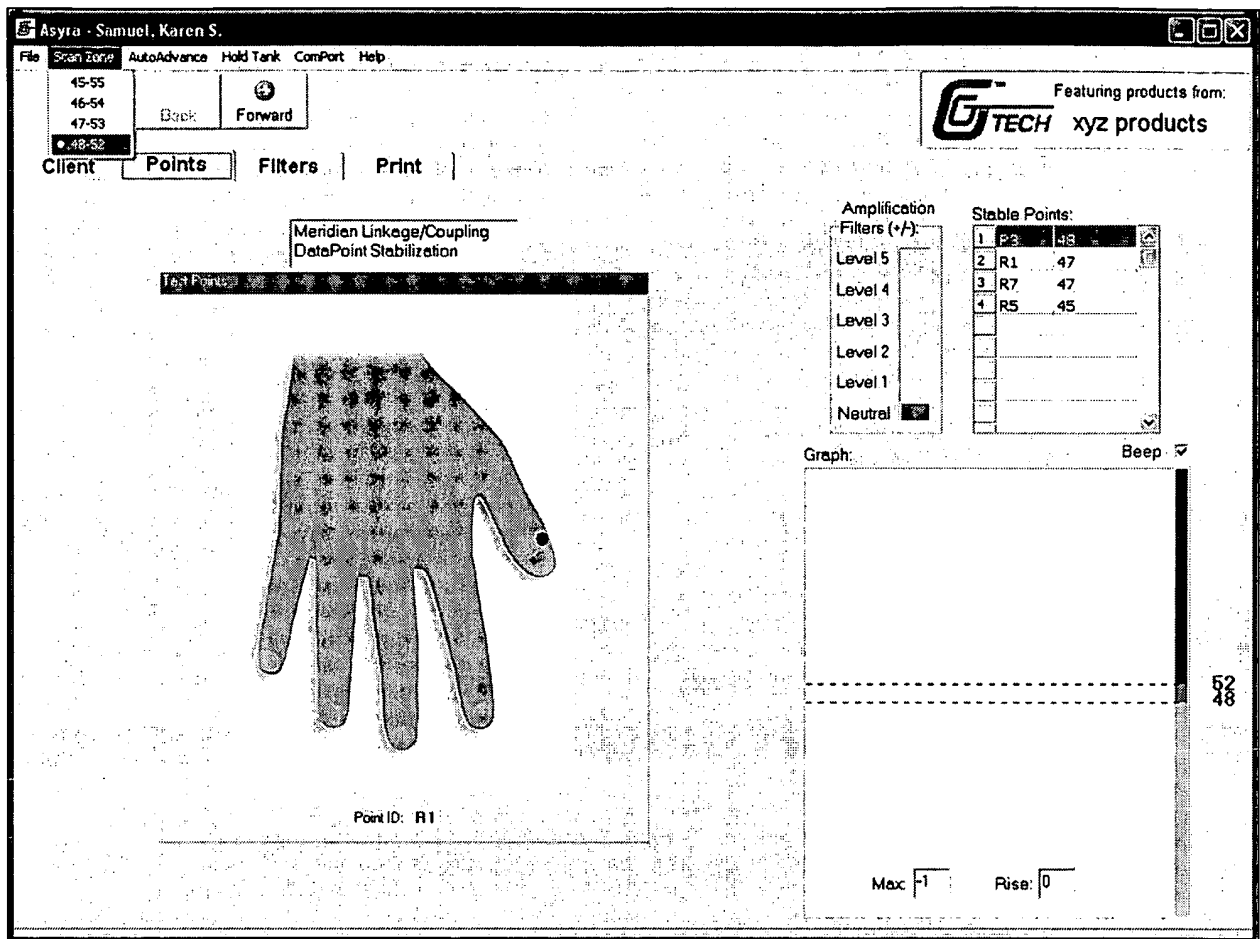 Asyra - Samuel, Karen S.
File Scan Zone AutoAdvance Hold Tank ComPort Help
45-55
46-54
47-53
48-52
Back
Forward
GTECH
Featuring products from:
xyz products
Client Points Filters Print
Meridian Linkage/Coupling
DataPoint Stabilization
Test Points
Point ID: R1
Amplification
Filters (+/-):
Level 5
Level 4
Level 3
Level 2
Level 1
Neutral
Stable Points:
1 P3 48
2 R1 47
3 R7 47
4 R5 45
Graph:
Beep
52
48
Max: -1
Rise: 0